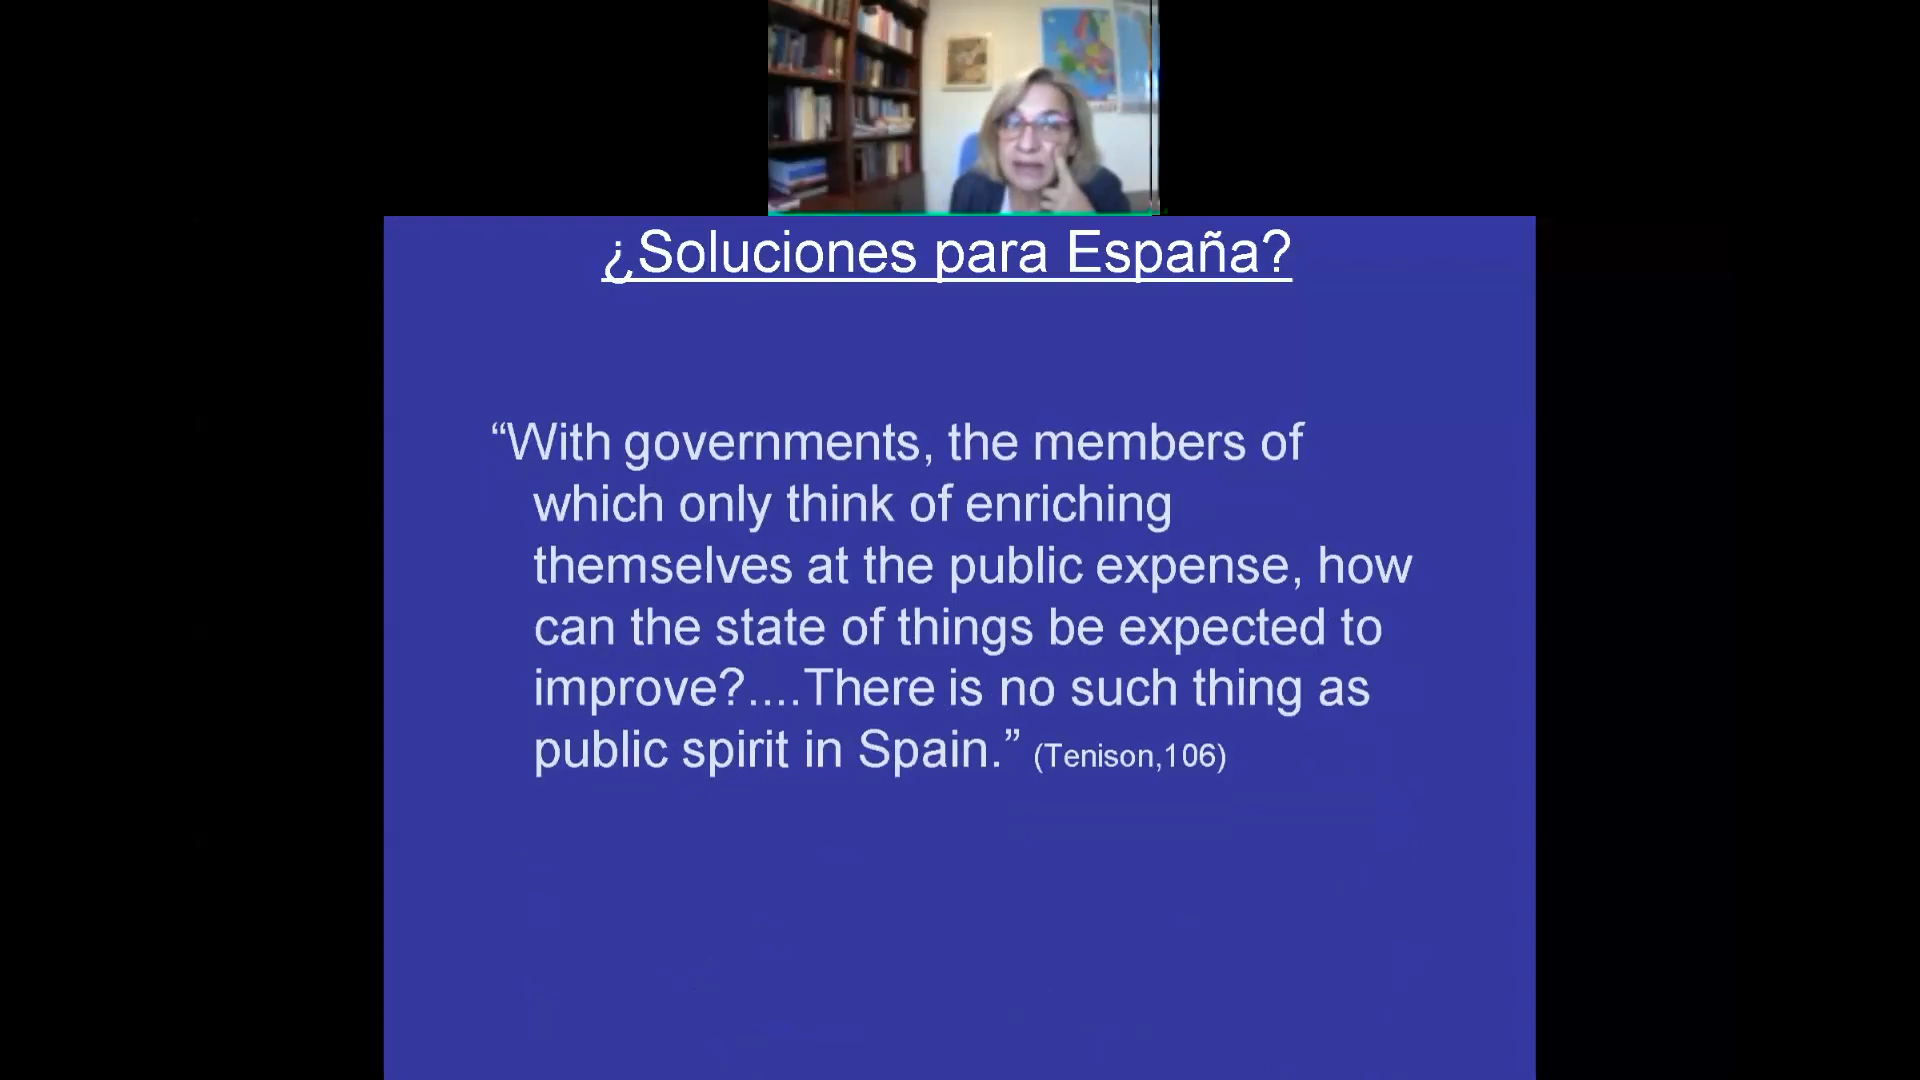 ¿Soluciones para España?
“With governments, the members of
which only think of enriching
themselves at the public expense, how
can the state of things be expected to
improve?....There is no such thing as
public spirit in Spain.” (Tenison,106)